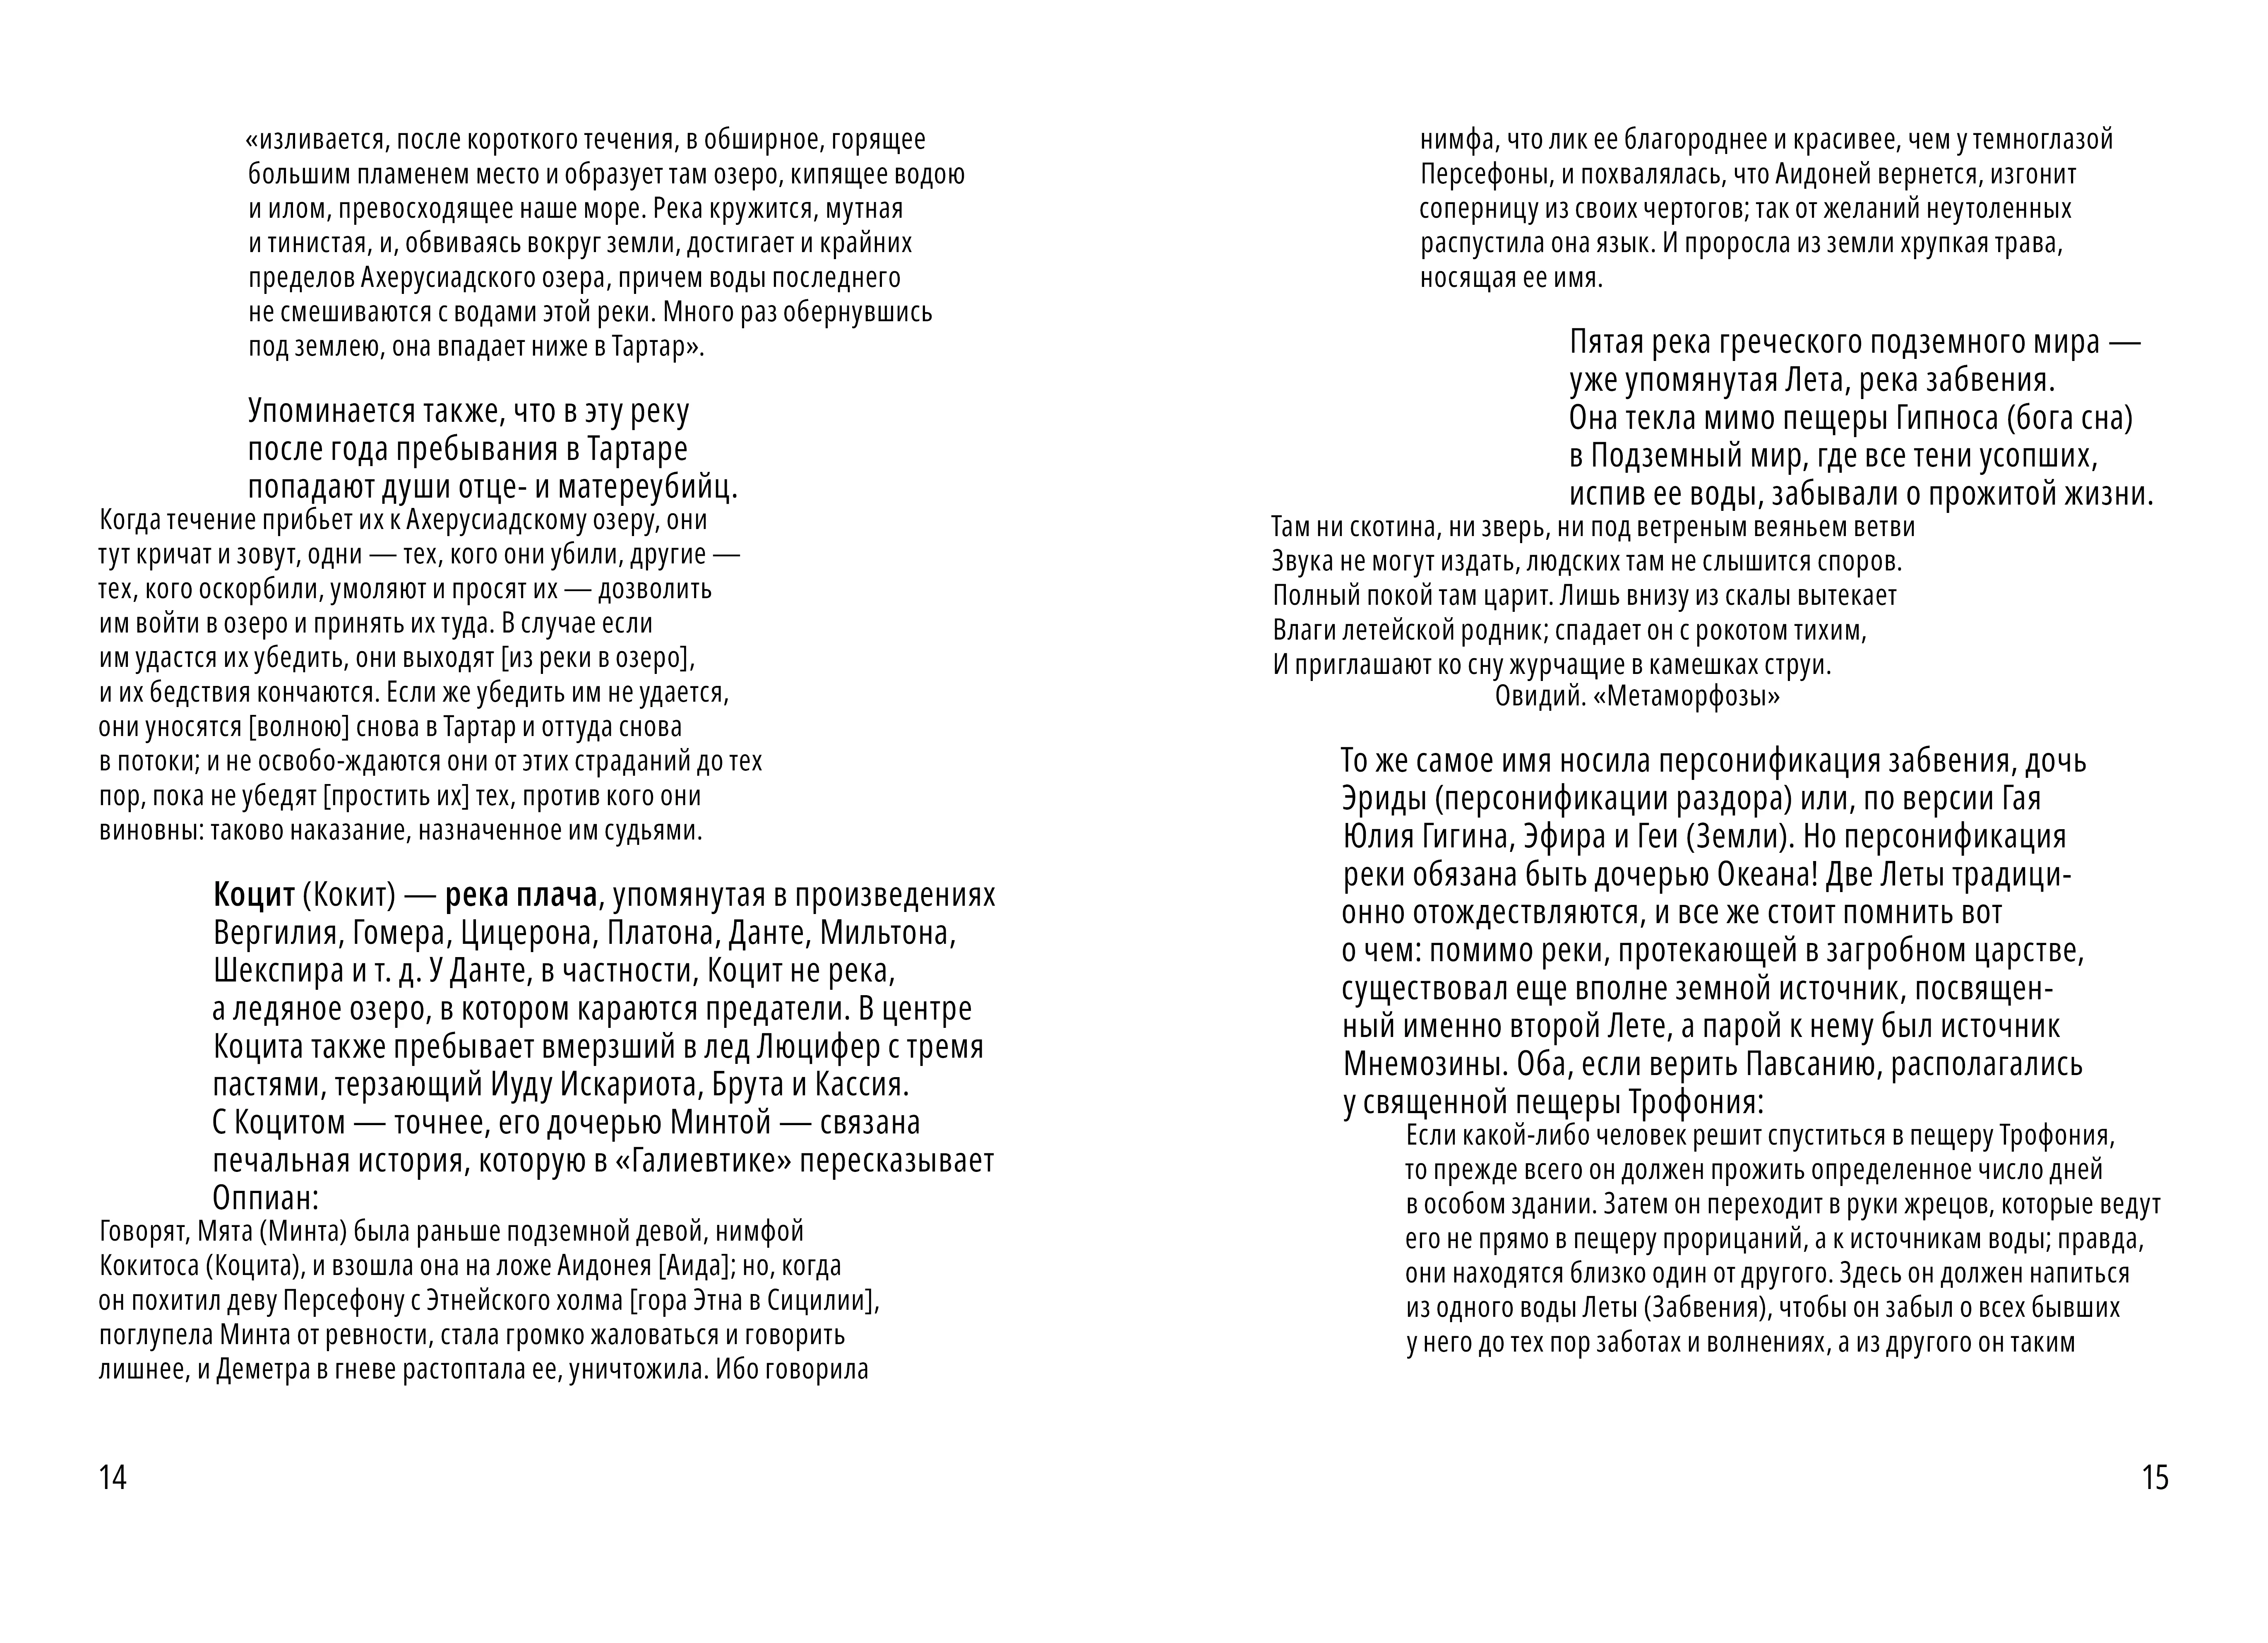 «изливается, после короткого течения, в обширное, горящее
большим пламенем место и образует там озеро, кипящее водою
и илом, превосходящее наше море. Река кружится, мутная
и тинистая, и, обвиваясь вокруг земли, достигает и крайних
пределов Ахерусиадского озера, причем воды последнего
не смешиваются с водами этой реки. Много раз обернувшись
под землею, она впадает ниже в Тартар».
Упоминается также, что в эту реку
после года пребывания в Тартаре
попадают души отце- и матереубийц.
Когда течение прибьет их к Ахерусиадскому озеру, они
тут кричат и зовут, одни — тех, кого они убили, другие —
тех, кого оскорбили, умоляют и просят их — дозволить
им войти в озеро и принять их туда. В случае если
им удастся их убедить, они выходят [из реки в озеро],
и их бедствия кончаются. Если же убедить им не удается,
они уносятся [волною] снова в Тартар и оттуда снова
в потоки; и не освобо-ждаются они от этих страданий до тех
пор, пока не убедят [простить их] тех, против кого они
виновны: таково наказание, назначенное им судьями.
Коцит (Кокит) — река плача, упомянутая в произведениях
Вергилия, Гомера, Цицерона, Платона, Данте, Мильтона,
Шекспира и т. д. У Данте, в частности, Коцит не река,
а ледяное озеро, в котором караются предатели. В центре
Коцита также пребывает вмерзший в лед Люцифер с тремя
пастями, терзающий Иуду Искариота, Брута и Кассия.
С Коцитом — точнее, его дочерью Минтой — связана
печальная история, которую в «Галиевтике» пересказывает
Оппиан:
Говорят, Мята (Минта) была раньше подземной девой, нимфой
Кокитоса (Коцита), и взошла она на ложе Аидонея [Аида]; но, когда
он похитил деву Персефону с Этнейского холма [гора Этна в Сицилии],
поглупела Минта от ревности, стала громко жаловаться и говорить
лишнее, и Деметра в гневе растоптала ее, уничтожила. Ибо говорила
14
нимфа, что лик ее благороднее и красивее, чем у темноглазой
Персефоны, и похвалялась, что Аидоней вернется, изгонит
соперницу из своих чертогов; так от желаний неутоленных
распустила она язык. И проросла из земли хрупкая трава,
носящая ее имя.
Пятая река греческого подземного мира —
уже упомянутая Лета, река забвения.
Она текла мимо пещеры Гипноса (бога сна)
в Подземный мир, где все тени усопших,
испив ее воды, забывали о прожитой жизни.
Там ни скотина, ни зверь, ни под ветреным веяньем ветви
Звука не могут издать, людских там не слышится споров.
Полный покой там царит. Лишь внизу из скалы вытекает
Влаги летейской родник; спадает он с рокотом тихим,
И приглашают ко сну журчащие в камешках струи.
Овидий. «Метаморфозы»
То же самое имя носила персонификация забвения, дочь
Эриды (персонификации раздора) или, по версии Гая
Юлия Гигина, Эфира и Геи (Земли). Но персонификация
реки обязана быть дочерью Океана! Две Леты традици-
онно отождествляются, и все же стоит помнить вот
о чем: помимо реки, протекающей в загробном царстве,
существовал еще вполне земной источник, посвящен-
ный именно второй Лете, а парой к нему был источник
Мнемозины. Оба, если верить Павсанию, располагались
у священной пещеры Трофония:
Если какой-либо человек решит спуститься в пещеру Трофония,
то прежде всего он должен прожить определенное число дней
в особом здании. Затем он переходит в руки жрецов, которые ведут
его не прямо в пещеру прорицаний, а к источникам воды; правда,
они находятся близко один от другого. Здесь он должен напиться
из одного воды Леты (Забвения), чтобы он забыл о всех бывших
у него до тех пор заботах и волнениях, а из другого он таким
15